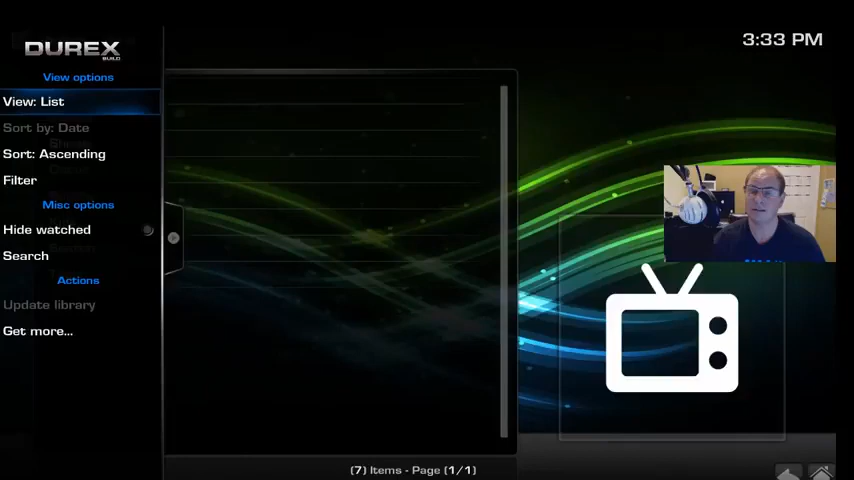 DUREX
BUILD
3:33 PM
View options
View: List
Sort by: Date
Sort: Ascending
Filter
Misc options
Hide watched
Search
Actions
Update library
Get more...
(7) Items - Page (1/1)